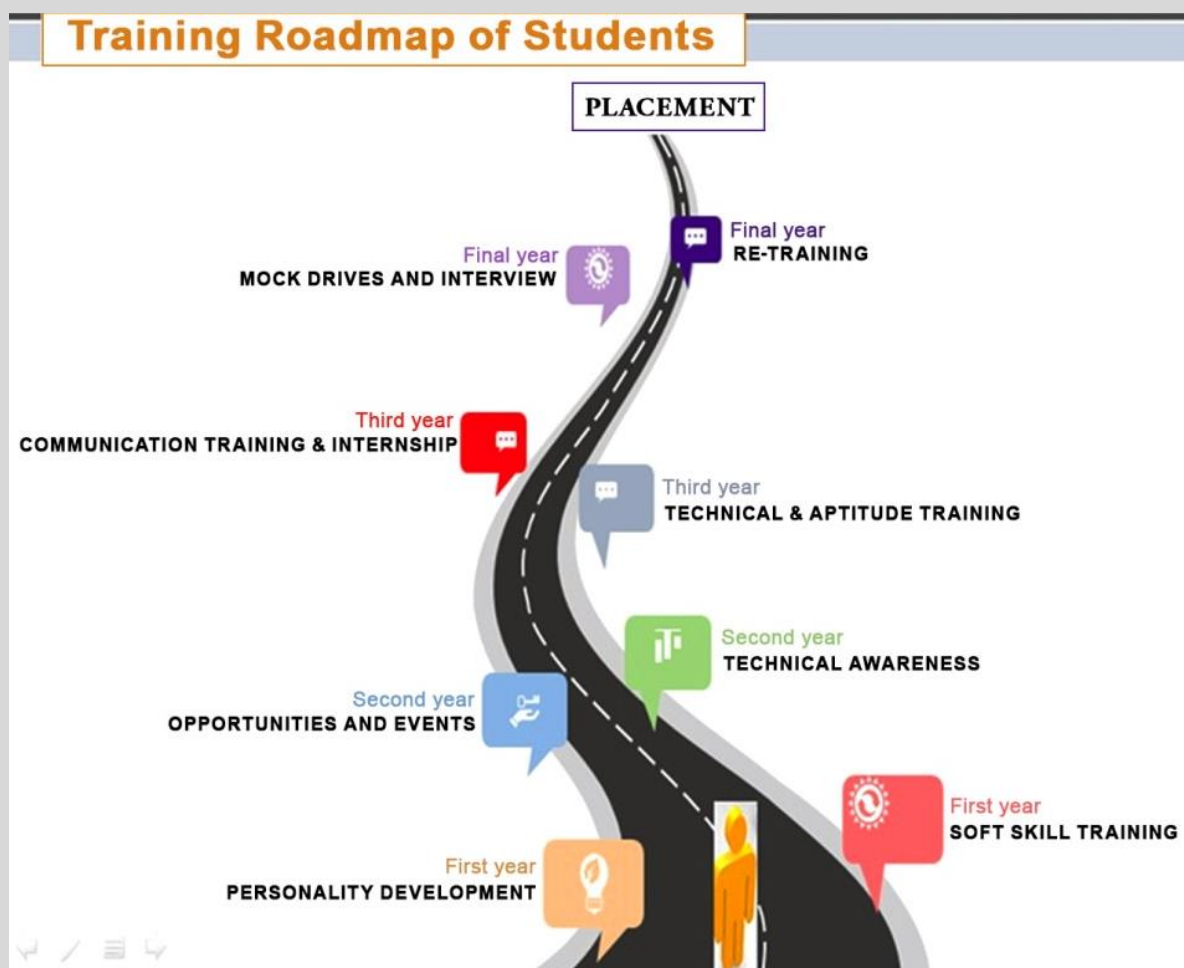 Training Roadmap of Students
PLACEMENT
Final year
RE-TRAINING
Final year
MOCK DRIVES AND INTERVIEW
Third year
COMMUNICATION TRAINING & INTERNSHIP
Third year
TECHNICAL & APTITUDE TRAINING
Second year
TECHNICAL AWARENESS
Second year
OPPORTUNITIES AND EVENTS
First year
SOFT SKILL TRAINING
First year
PERSONALITY DEVELOPMENT